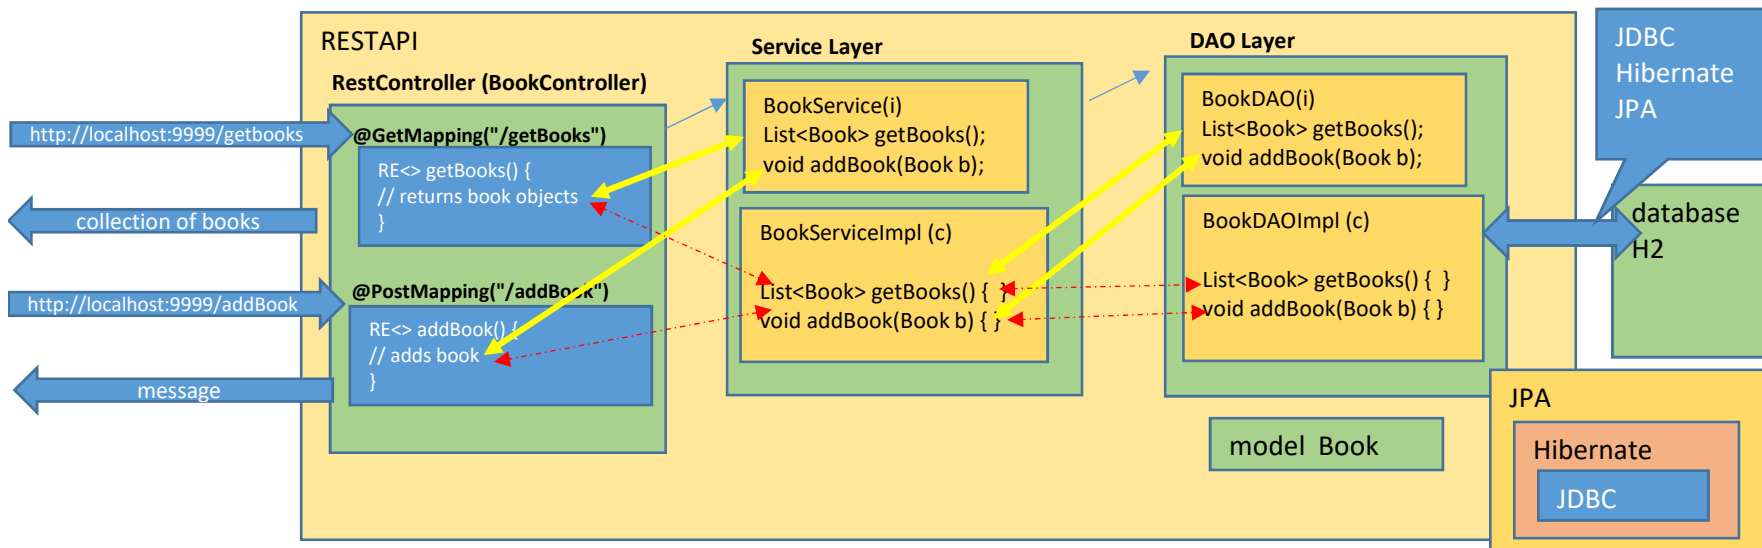 RESTAPI
RestController (BookController)
http://localhost:9999/getbooks
@GetMapping("/getBooks")
RE<> getBooks() {
// returns book objects
}
collection of books
http://localhost:9999/addBook
@PostMapping("/addBook")
RE<> addBook() {
// adds book
}
message
Service Layer
BookService(i)
List<Book> getBooks();
void addBook(Book b);
BookServiceImpl (c)
List<Book> getBooks() {  }
void addBook(Book b) { }
DAO Layer
BookDAO(i)
List<Book> getBooks();
void addBook(Book b);
BookDAOImpl (c)
List<Book> getBooks() {  }
void addBook(Book b) { }
model  Book
JDBC
Hibernate
JPA
database
H2
JPA
Hibernate
JDBC